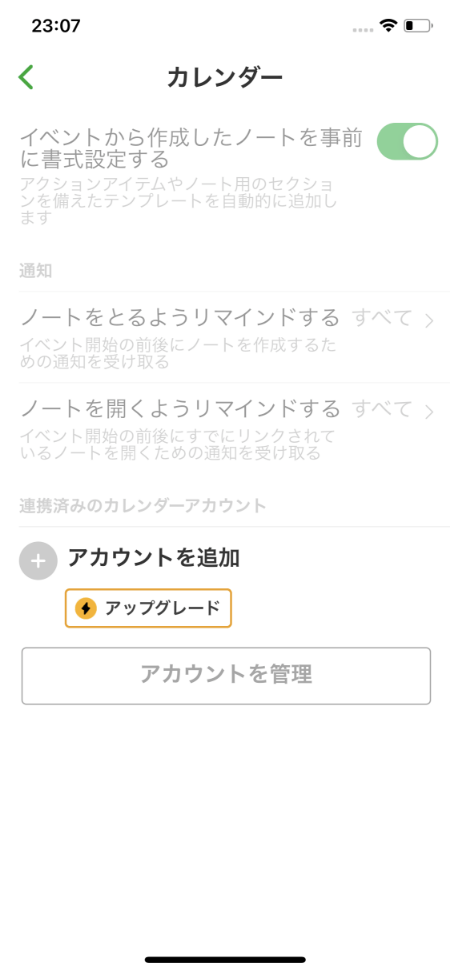 23:07
カレンダー
イベントから作成したノートを事前
に書式設定する
アクションアイテムやノート用のセクショ
ンを備えたテンプレートを自動的に追加し
ます
通知
ノートをとるようリマインドする すべて
イベント開始の前後にノートを作成するた
めの通知を受け取る
ノートを開くようリマインドする すべて
イベント開始の前後にすでにリンクされて
いるノートを開くための通知を受け取る
連携済みのカレンダーアカウント
アカウントを追加
アップグレード
アカウントを管理